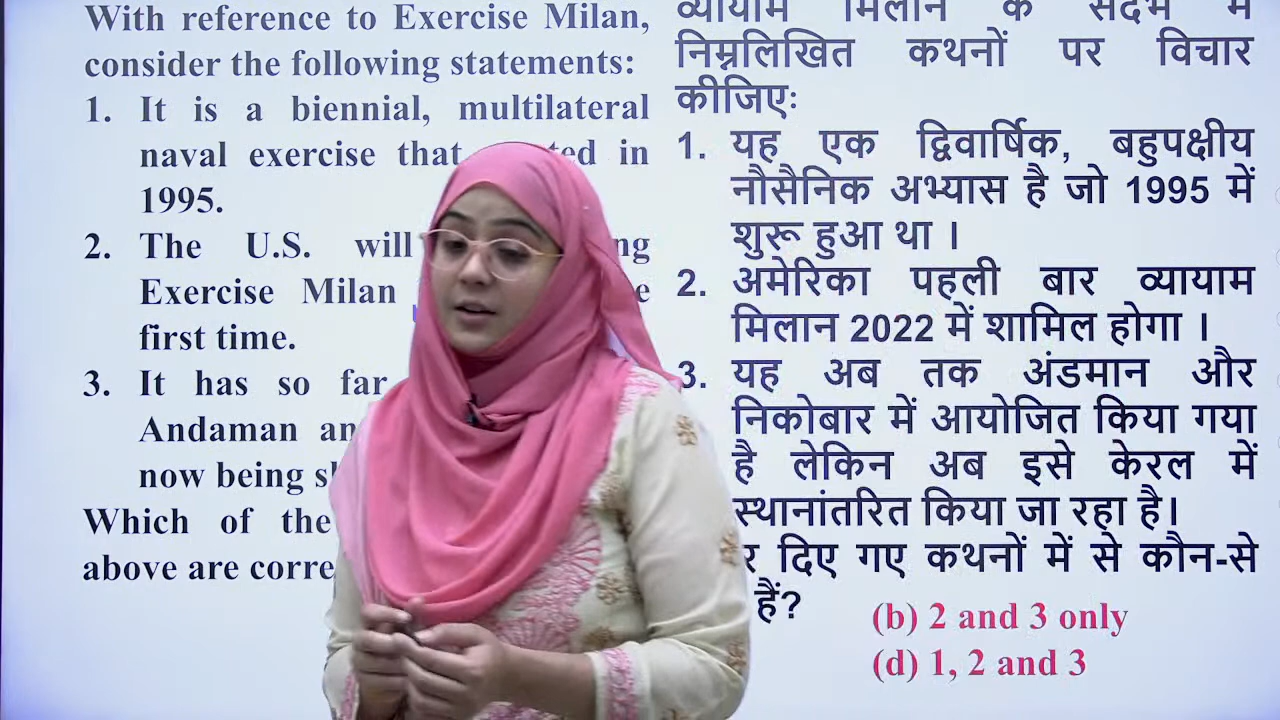 With reference to Exercise Milan,
consider the following statements:
1. It is a biennial, multilateral
naval exercise that in
1995.
2. The U.S. will
Exercise Milan
first time.
3. It has so far
Andaman
now being
Which of the
above are
व्यायाम मिलान के संदर्भ में
निम्नलिखित कथनों पर विचार
कीजिएः
1. यह एक द्विवार्षिक, बहुपक्षीय
नौसैनिक अभ्यास है जो 1995 में
शुरू हुआ था ।
2. अमेरिका पहली बार व्यायाम
मिलान 2022 में शामिल होगा ।
3. यह अब तक अंडमान और
निकोबार में आयोजित किया गया
है लेकिन अब इसे केरल में
स्थानांतरित किया जा रहा है।
दिए गए कथनों में से कौन-से
हैं?
(b) 2 and 3 only
(d) 1, 2 and 3